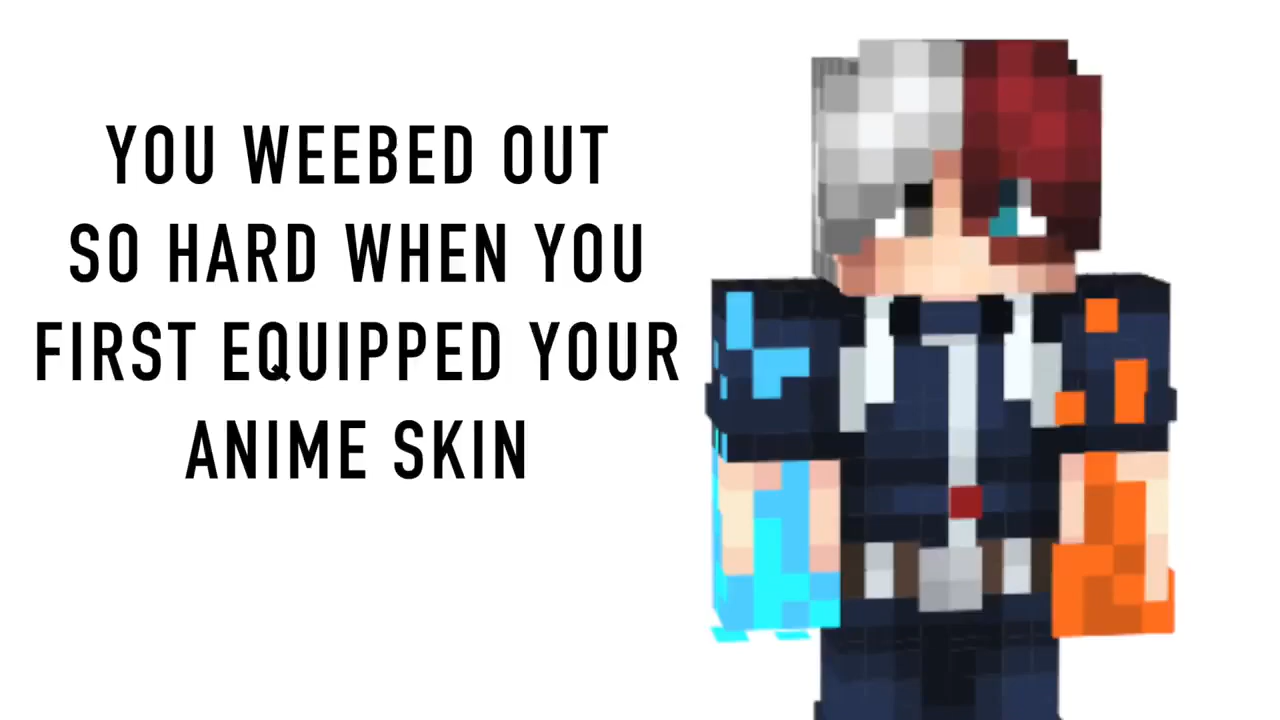 YOU WEEBED OUT
SO HARD WHEN YOU
FIRST EQUIPPED YOUR
ANIME SKIN